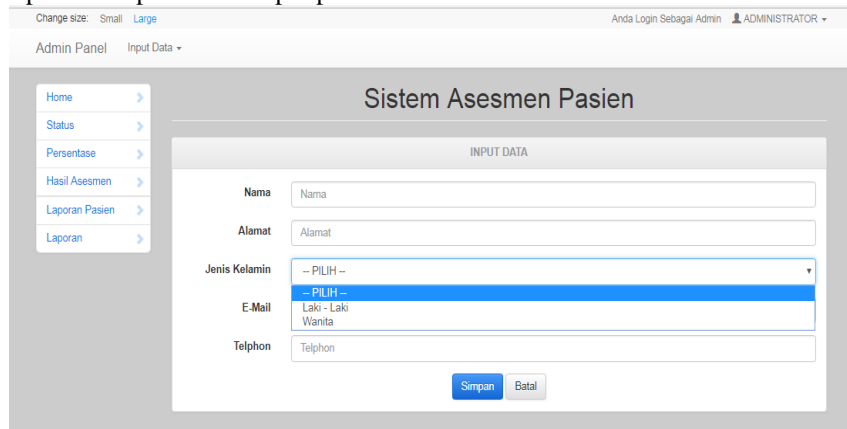 Change size: Small Large
Anda Login Sebagai Admin ADMINISTRATOR
Admin Panel Input Data
Sistem Asesmen Pasien
Home
Status
Persentase
Hasil Asesmen
Laporan Pasien
Laporan
INPUT DATA
Nama Nama
Alamat Alamat
Jenis Kelamin -- PILIH --
-- PILIH --
E-Mail Laki - Laki
Wanita
Telphon Telphon
Simpan Batal